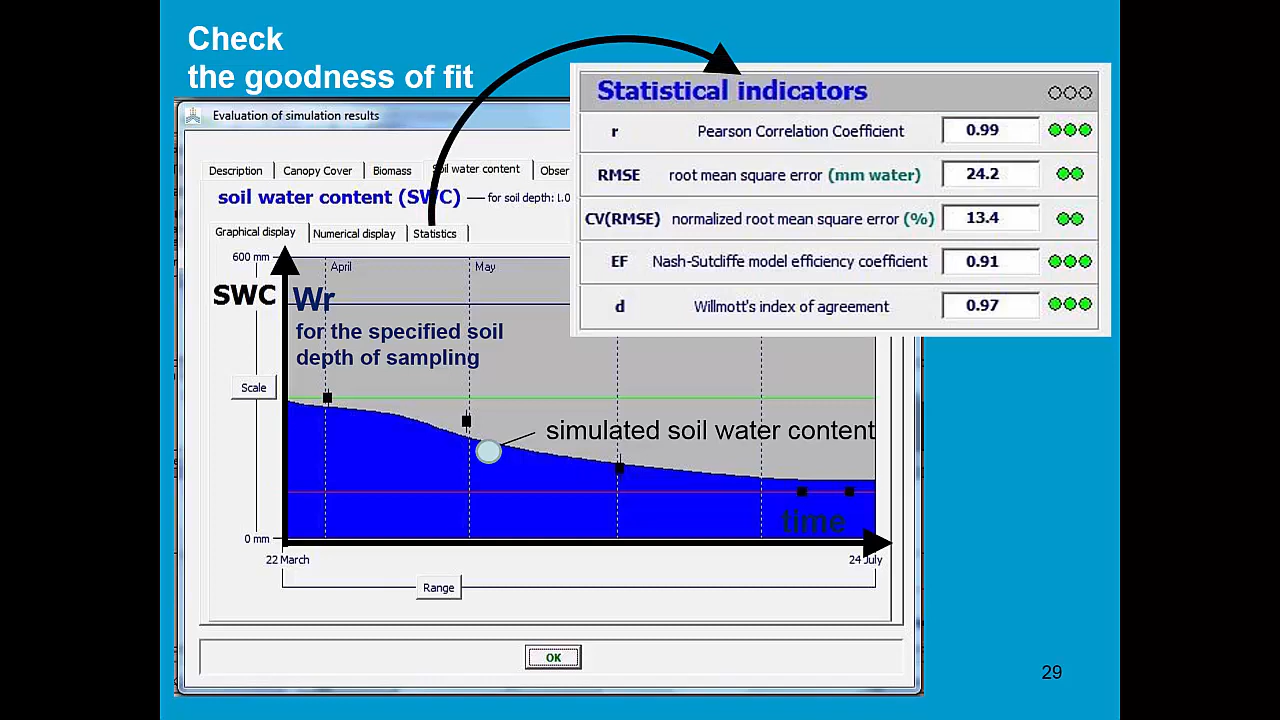 Check
the goodness of fit
Evaluation of simulation results
Description
Canopy Cover
Biomass
Soil water content
Obser
soil water content (SWC)
for soil depth: 1.0
Graphical display
Numerical display
Statistics
Statistical indicators
r Pearson Correlation Coefficient 0.99
RMSE root mean square error (mm water) 24.2
CV(RMSE) normalized root mean square error (%) 13.4
EF Nash-Sutcliffe model efficiency coefficient 0.91
d Willmott's index of agreement 0.97
600 mm
April
May
SWC
Wr
for the specified soil
depth of sampling
Scale
simulated soil water content
time
0 mm
22 March
24 July
Range
OK
29